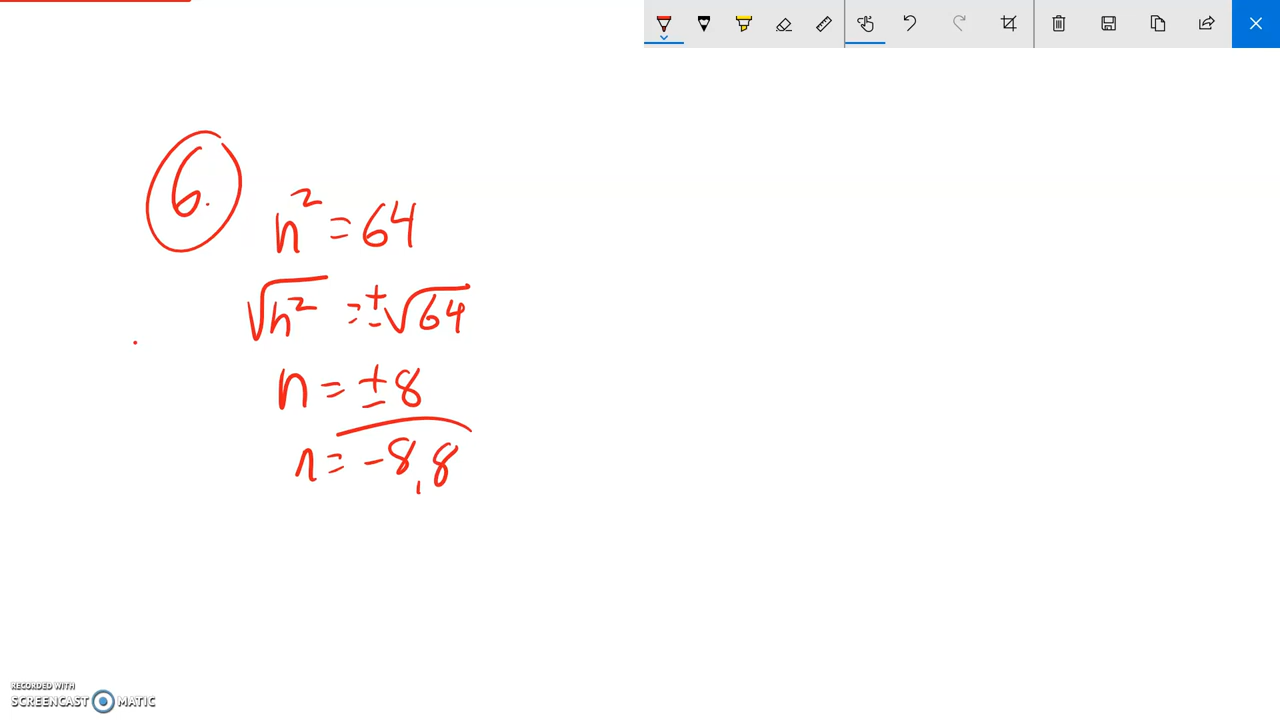 6.
n² = 64
√n² = ±√64
n = ±8
n = -8, 8
RECORDED WITH
SCREENCAST MATIC